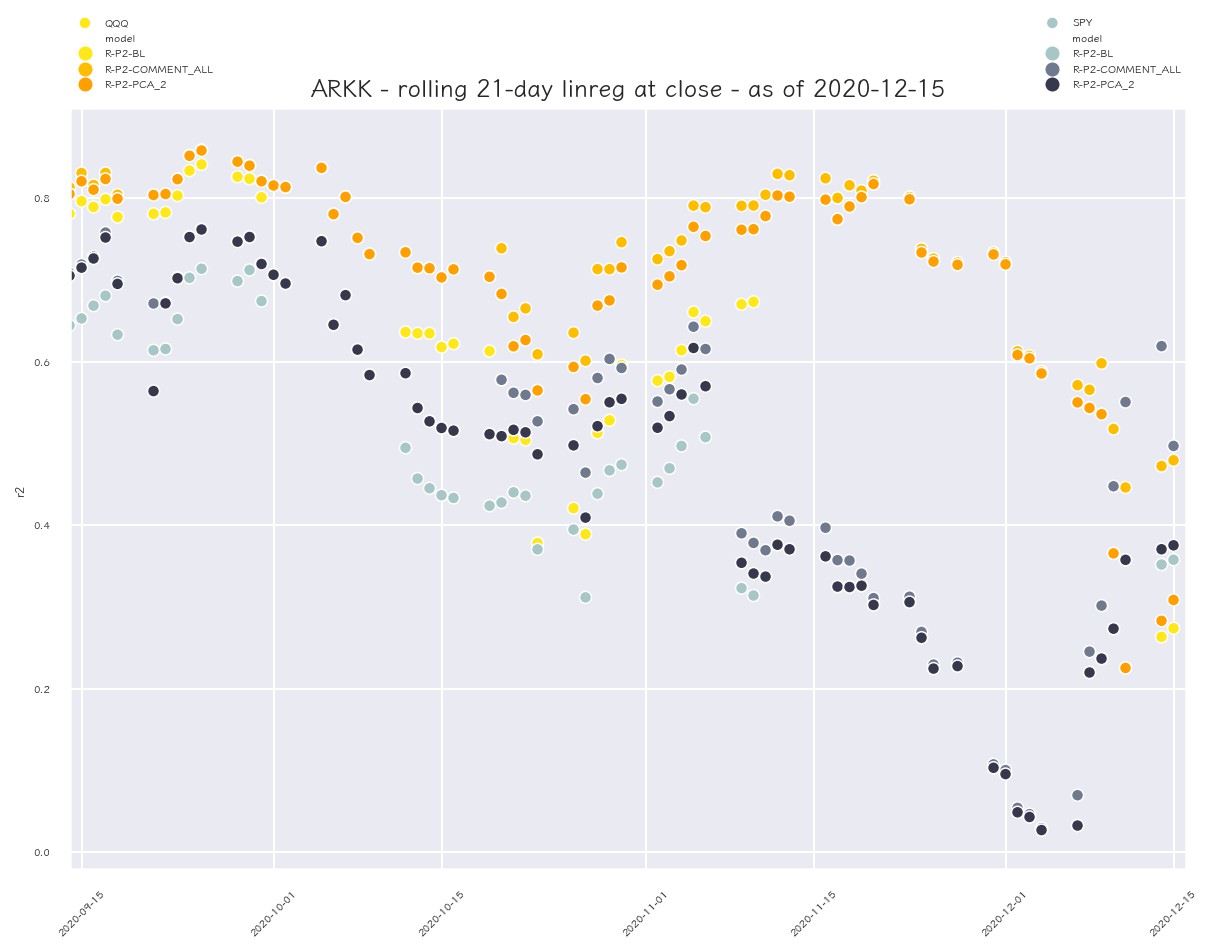 QQQ
model
R-P2-BL
R-P2-COMMENT_ALL
R-P2-PCA_2
SPY
model
R-P2-BL
R-P2-COMMENT_ALL
R-P2-PCA_2
ARKK - rolling 21-day linreg at close - as of 2020-12-15
0.8
0.6
0.4
0.2
0.0
r2
2020-09-15
2020-10-01
2020-10-15
2020-11-01
2020-11-15
2020-12-01
2020-12-15